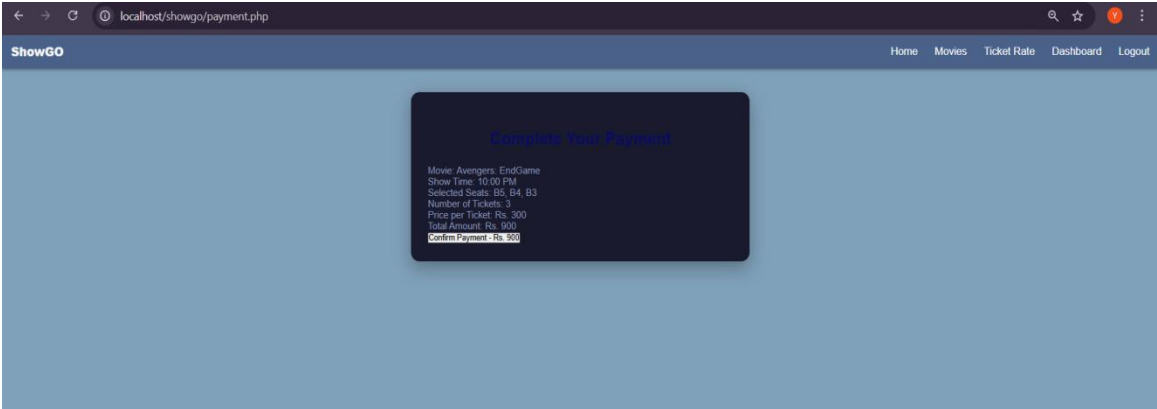 localhost/showgo/payment.php
Y
ShowGO
Home Movies Ticket Rate Dashboard Logout
Complete Your Payment
Movie: Avengers: EndGame
Show Time: 10:00 PM
Selected Seats: B5, B4, B3
Number of Tickets: 3
Price per Ticket: Rs. 300
Total Amount: Rs. 900
Confirm Payment - Rs. 900